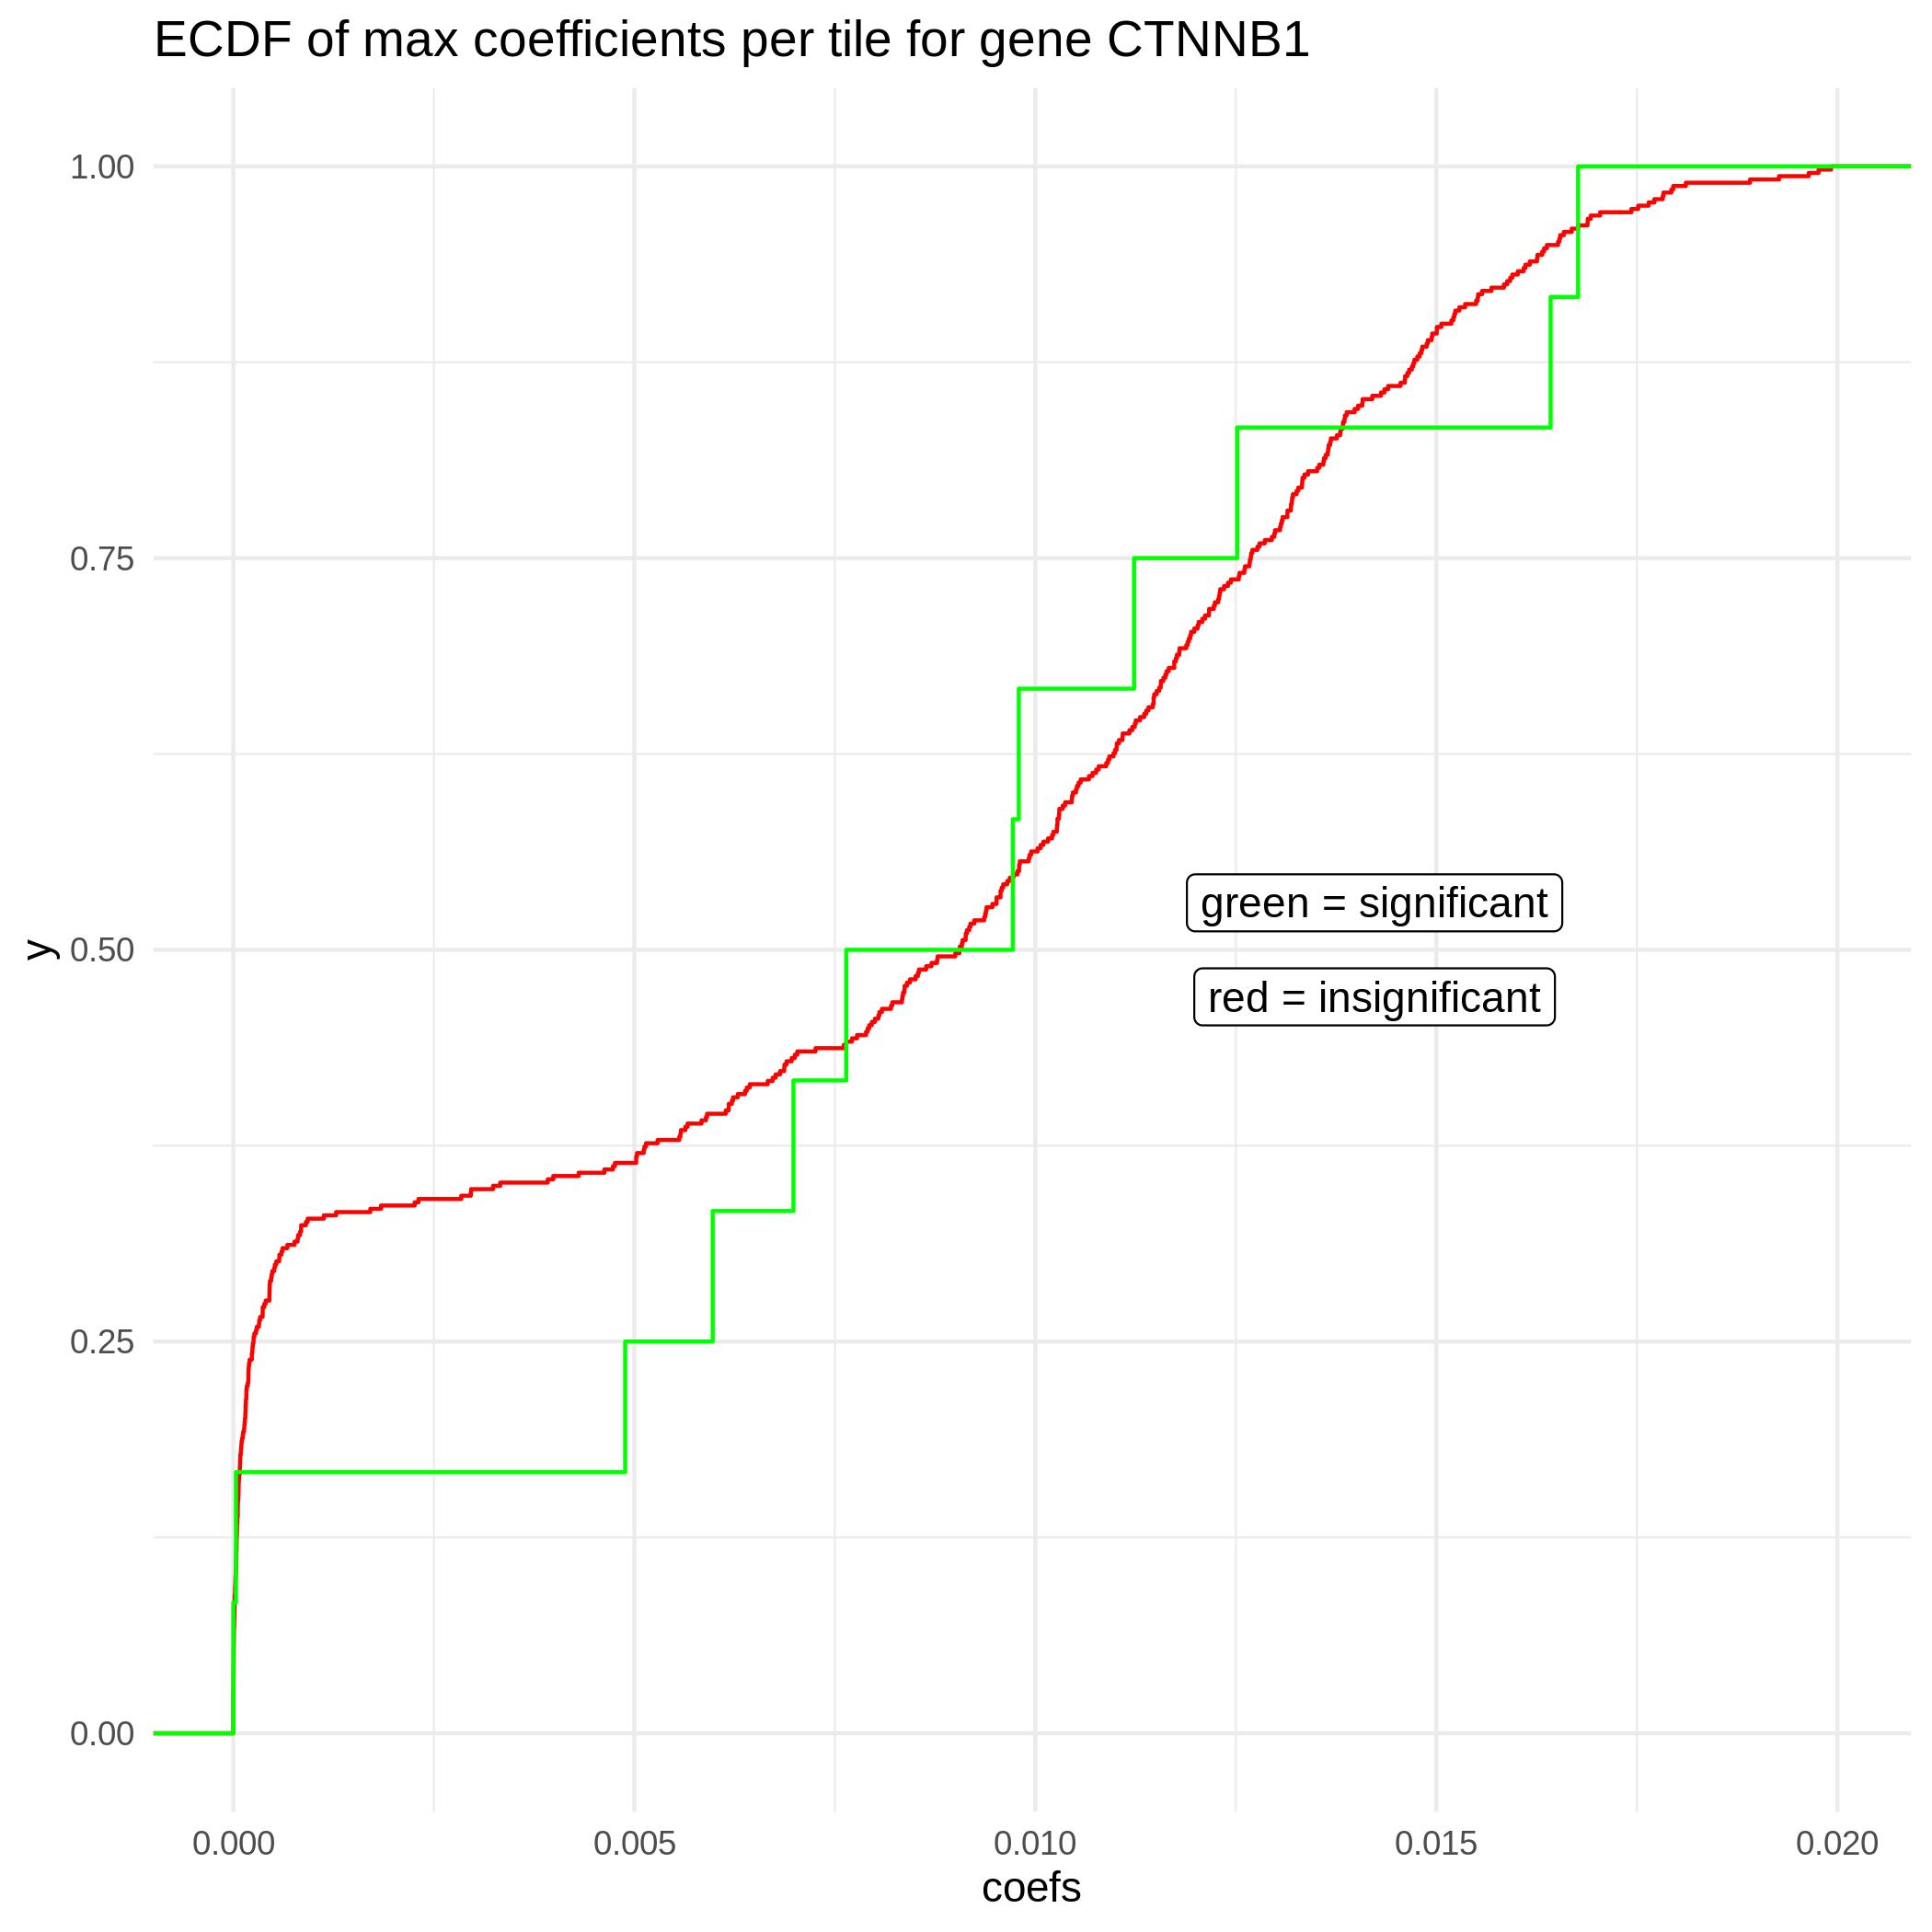 ECDF of max coefficients per tile for gene CTNNB1
1.00
0.75
0.50
0.25
0.00
y
green = significant
red = insignificant
0.000 0.005 0.010 0.015 0.020
coefs